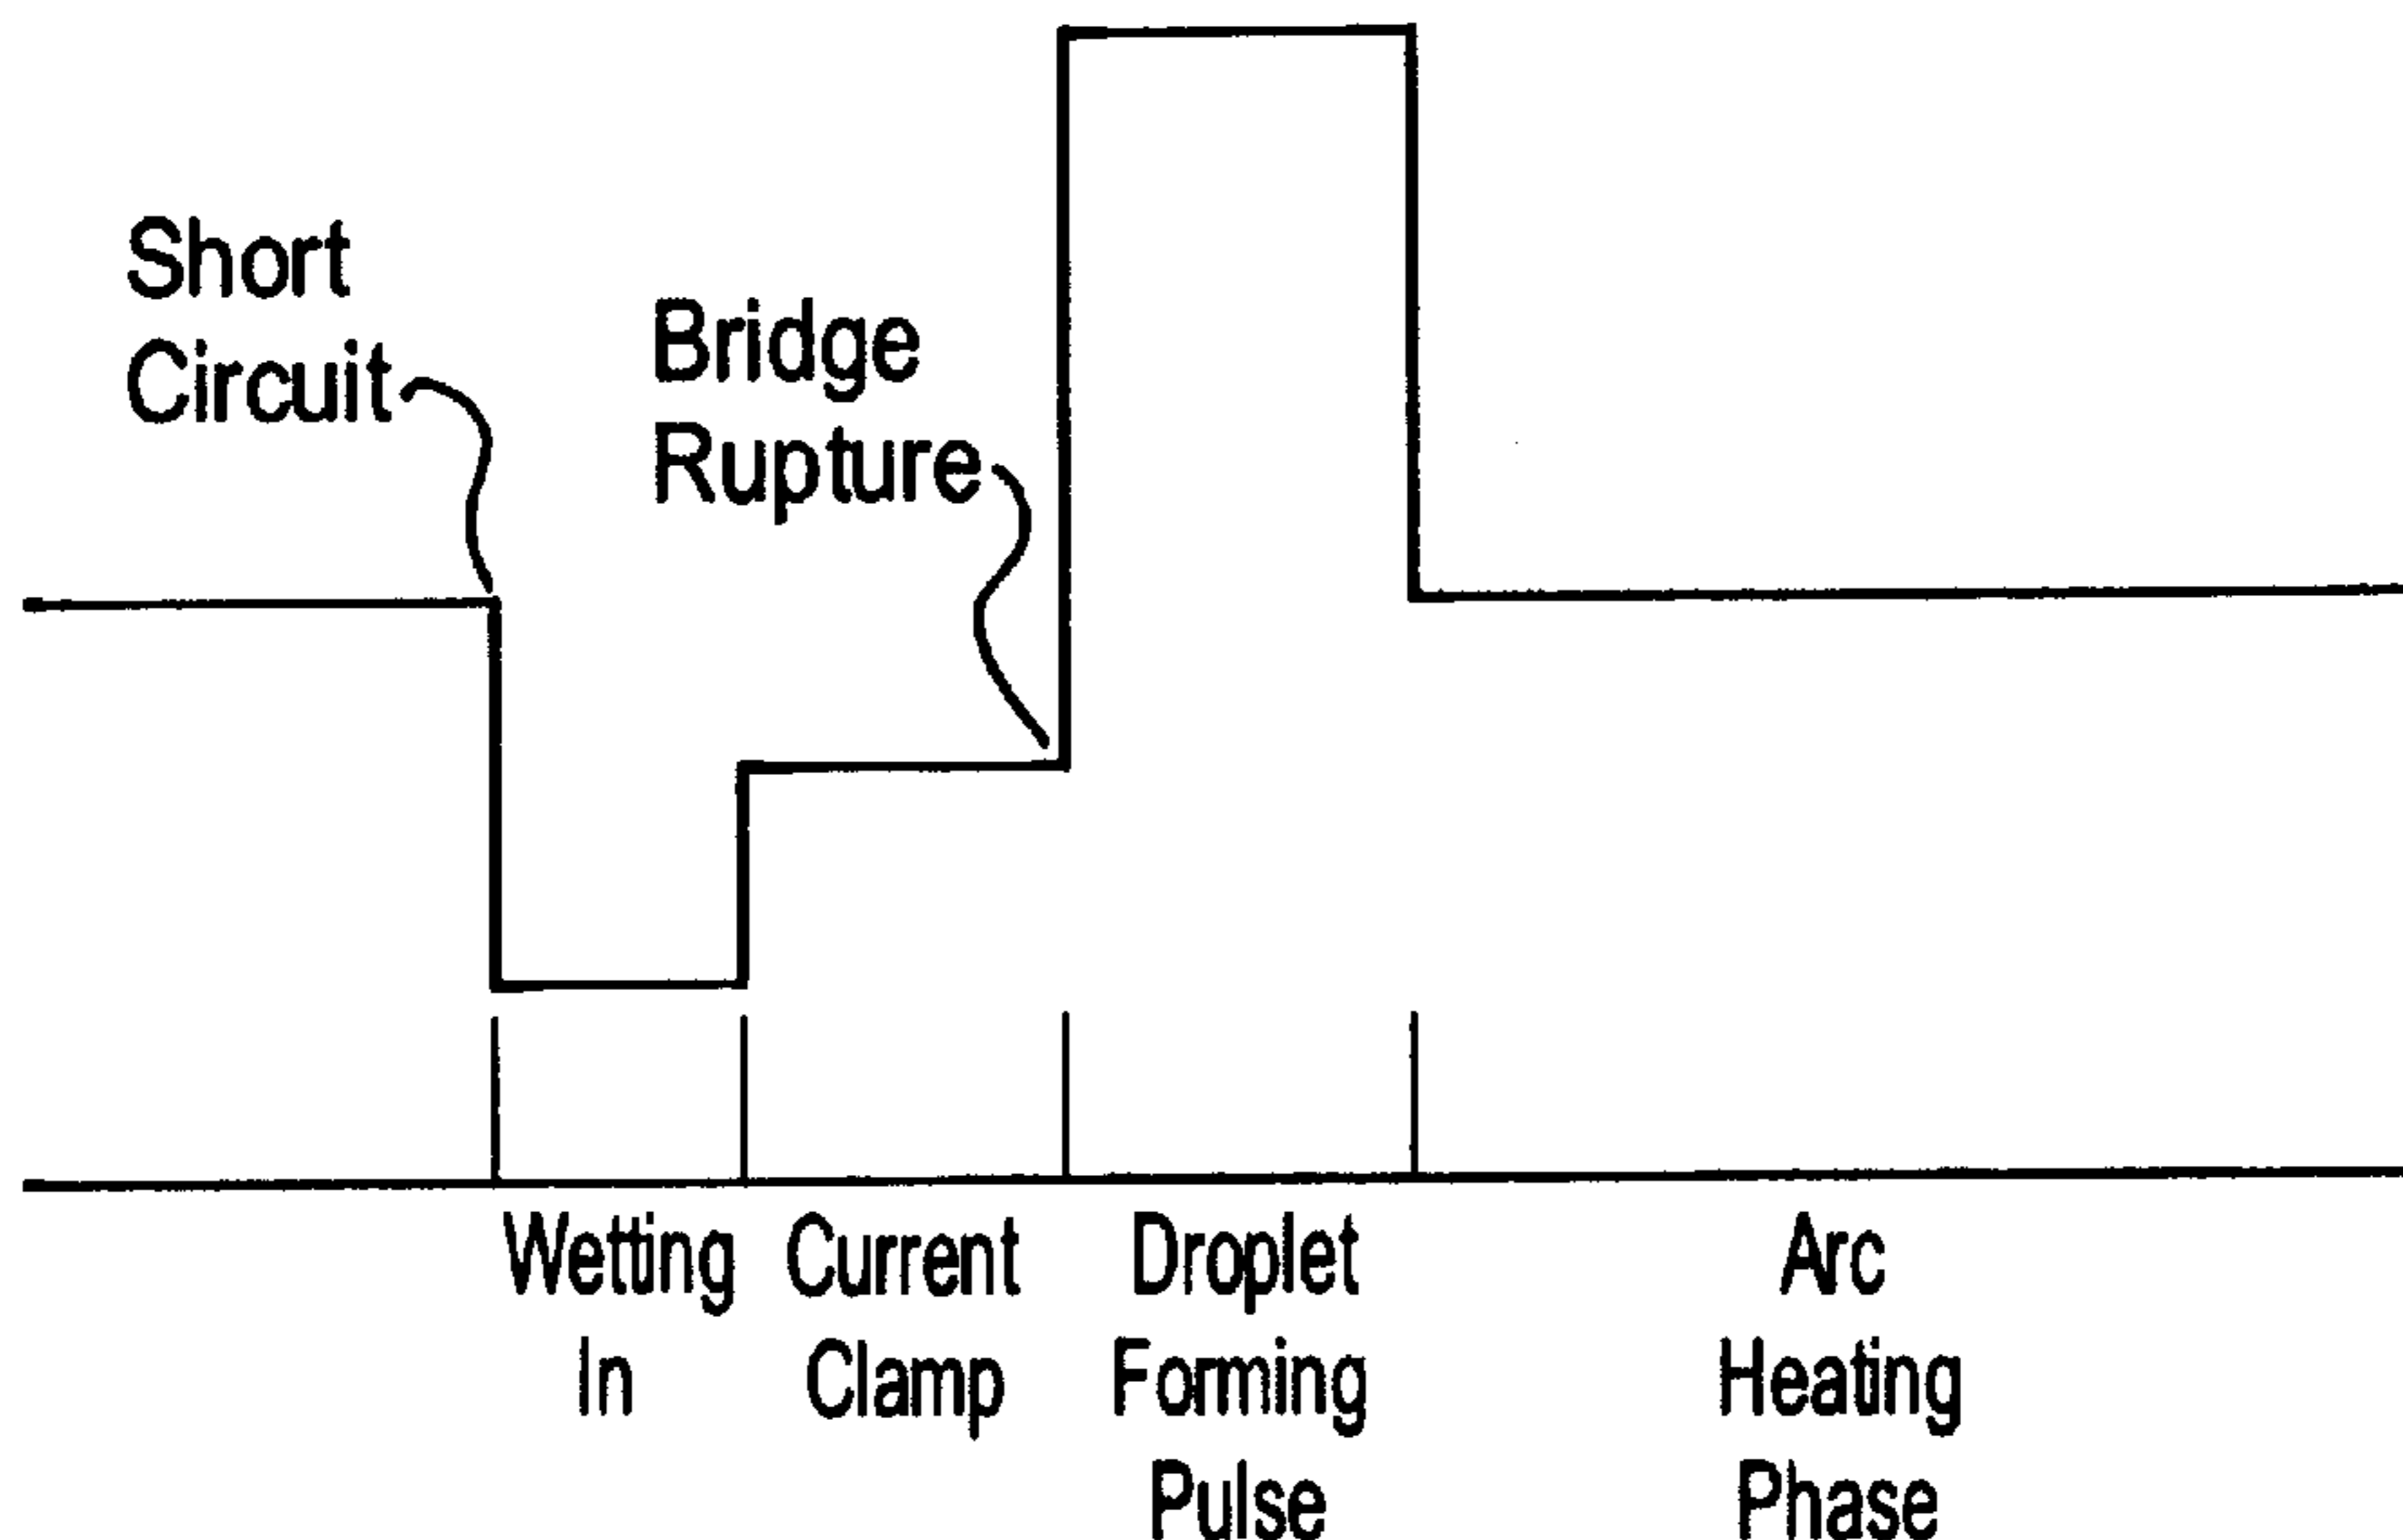 Short
Circuit
Bridge
Rupture
Wetting
In
Current
Clamp
Droplet
Forming
Pulse
Arc
Heating
Phase